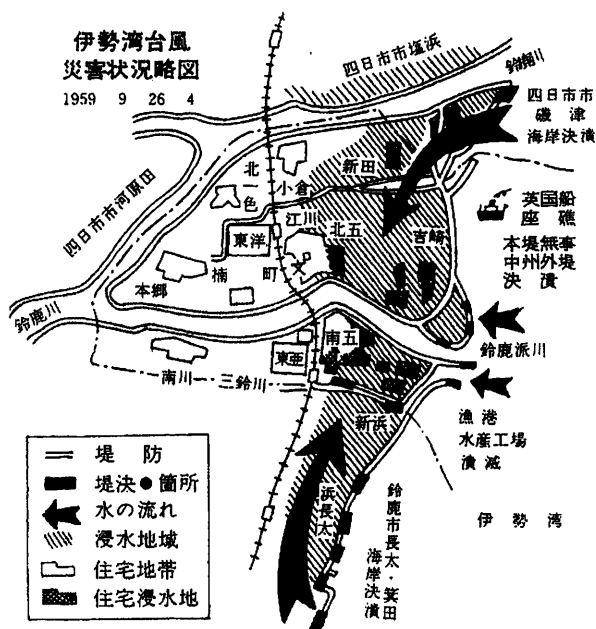 伊勢湾台風
災害状況略図
1959 9 26 4
四日市市塩浜
鈴鹿川
四日市市
磯津
海岸決潰
英国船
座礁
本堤無事
中州外堤
決潰
四日市市河原田
北一色
小倉
新田
江川
北五
吉崎
東洋
楠町
本郷
鈴鹿川
鈴鹿派川
南五
東亜
南川
三鈴川
新浜
漁港
水産工場
潰滅
浜長太
鈴鹿市長太・箕田
海岸決潰
伊勢湾
堤防
堤決●箇所
水の流れ
浸水地域
住宅地帯
住宅浸水地